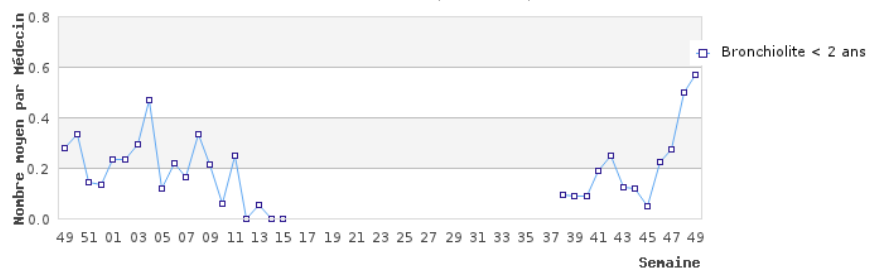 Nombre moyen par Médecin
0.8
0.6
0.4
0.2
0.0
49 51 01 03 05 07 09 11 13 15 17 19 21 23 25 27 29 31 33 35 37 39 41 43 45 47 49
Semaine
Bronchiolite < 2 ans